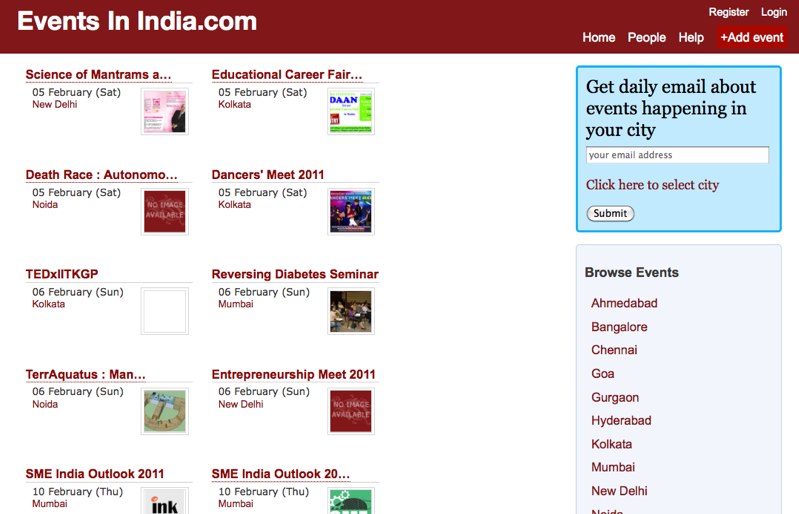 Events In India.com
Register Login
Home People Help +Add event
Science of Mantrams a...
05 February (Sat)
New Delhi
Educational Career Fair...
05 February (Sat)
Kolkata
DAAN
Death Race : Autonomo...
05 February (Sat)
Noida
NO IMAGE
AVAILABLE
Dancers' Meet 2011
05 February (Sat)
Kolkata
TEDxIITKGP
06 February (Sun)
Kolkata
Reversing Diabetes Seminar
06 February (Sun)
Mumbai
TerrAquatus : Man...
06 February (Sun)
Noida
Entrepreneurship Meet 2011
06 February (Sun)
New Delhi
NO IMAGE
AVAILABLE
SME India Outlook 2011
10 February (Thu)
Mumbai
ink
SME India Outlook 20...
10 February (Thu)
Mumbai
Get daily email about
events happening in
your city
your email address
Click here to select city
Submit
Browse Events
Ahmedabad
Bangalore
Chennai
Goa
Gurgaon
Hyderabad
Kolkata
Mumbai
New Delhi
Noida